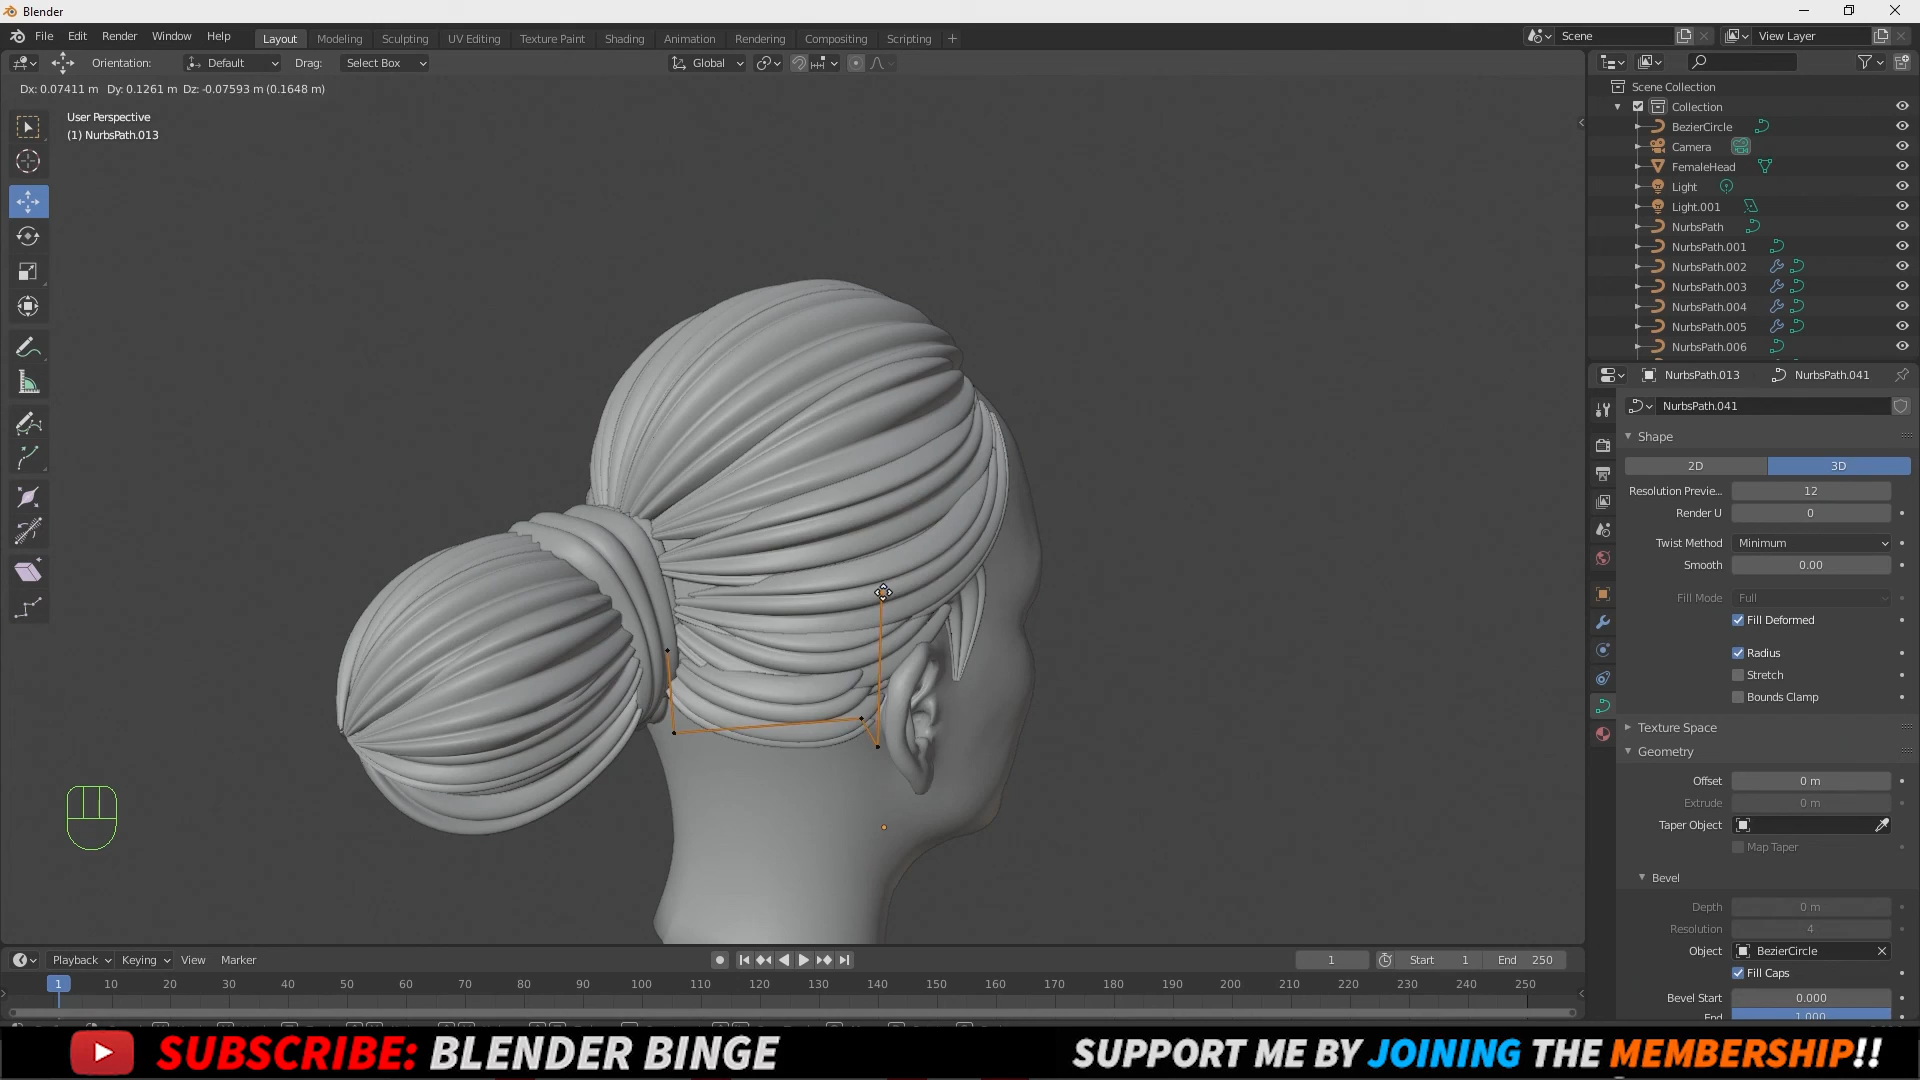 Blender
File Edit Render Window Help
Layout Modeling Sculpting UV Editing Texture Paint Shading Animation Rendering Compositing Scripting
Scene View Layer
Orientation: Default Drag: Select Box Global
Dx: 0.07411 m Dy: 0.1261 m Dz: -0.07593 m (0.1648 m)
User Perspective
(1) NurbsPath.013
Scene Collection
Collection
BezierCircle
Camera
FemaleHead
Light
Light.001
NurbsPath
NurbsPath.001
NurbsPath.002
NurbsPath.003
NurbsPath.004
NurbsPath.005
NurbsPath.006
NurbsPath.013 NurbsPath.041
NurbsPath.041
Shape
2D 3D
Resolution Previe... 12
Render U 0
Twist Method Minimum
Smooth 0.00
Fill Mode Full
Fill Deformed
Radius
Stretch
Bounds Clamp
Texture Space
Geometry
Offset 0 m
Extrude 0 m
Taper Object
Map Taper
Bevel
Depth 0 m
Resolution 4
Object BezierCircle
Fill Caps
Bevel Start 0.000
End 1.000
Playback Keying View Marker
1 Start 1 End 250
1 10 20 30 40 50 60 70 80 90 100 110 120 130 140 150 160 170 180 190 200 210 220 230 240 250
SUBSCRIBE: BLENDER BINGE
SUPPORT ME BY JOINING THE MEMBERSHIP!!